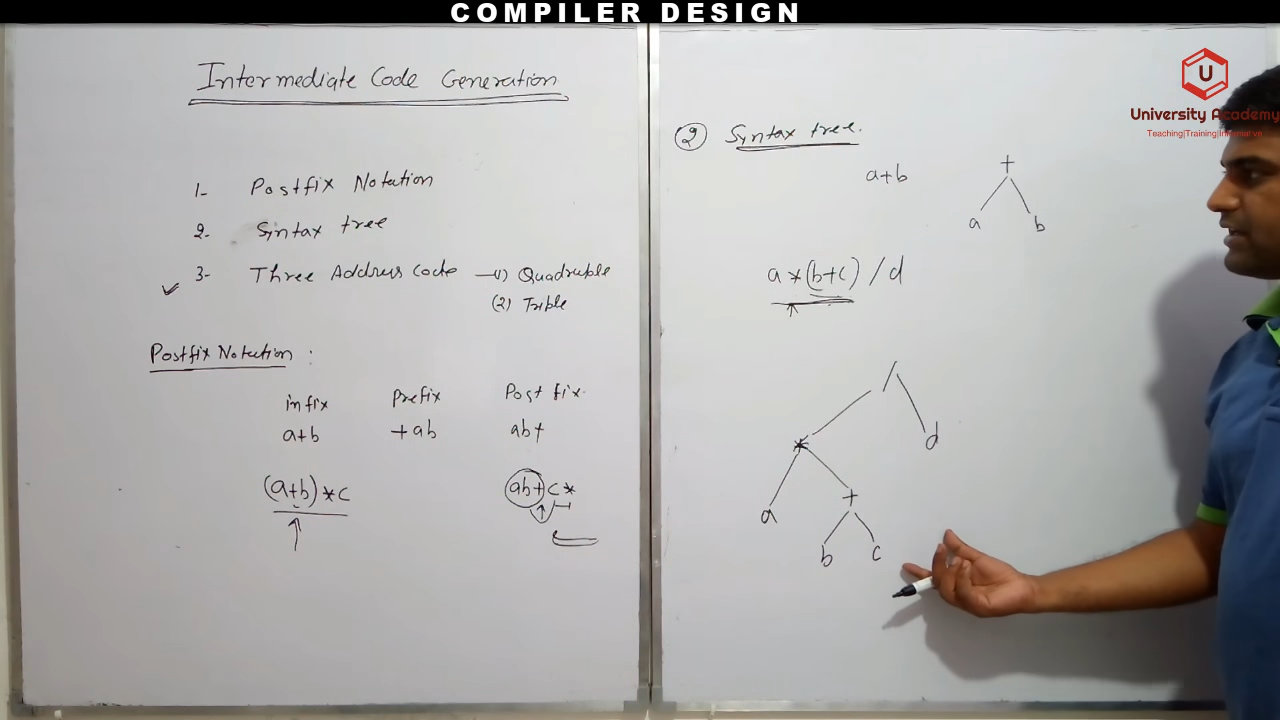 COMPILER DESIGN
Intermediate Code Generation
1- Postfix Notation
2- Syntax tree
3- Three Address Code → (1) Quadruple
(2) Triple
Postfix Notation :
infix Prefix Postfix
a+b +ab ab+
(a+b)*c ab+c*
U
University Academy
Teaching|Training|Informative
(2) Syntax tree.
a+b
+
a b
a*(b+c)/d
/
* d
a +
b c